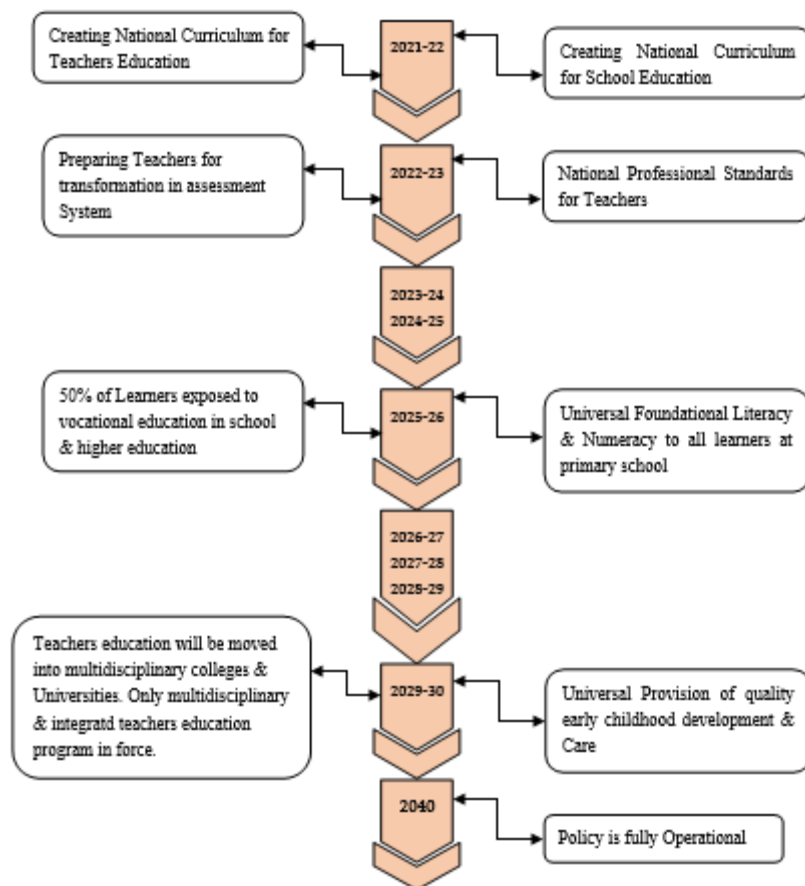 Creating National Curriculum for
Teachers Education
2021-22
Creating National Curriculum
for School Education
Preparing Teachers for
transformation in assessment
System
2022-23
National Professional Standards
for Teachers
2023-24
2024-25
50% of Learners exposed to
vocational education in school
& higher education
2025-26
Universal Foundational Literacy
& Numeracy to all learners at
primary school
2026-27
2027-28
2028-29
Teachers education will be moved
into multidisciplinary colleges &
Universities. Only multidisciplinary
& integratd teachers education
program in force.
2029-30
Universal Provision of quality
early childhood development &
Care
2040
Policy is fully Operational